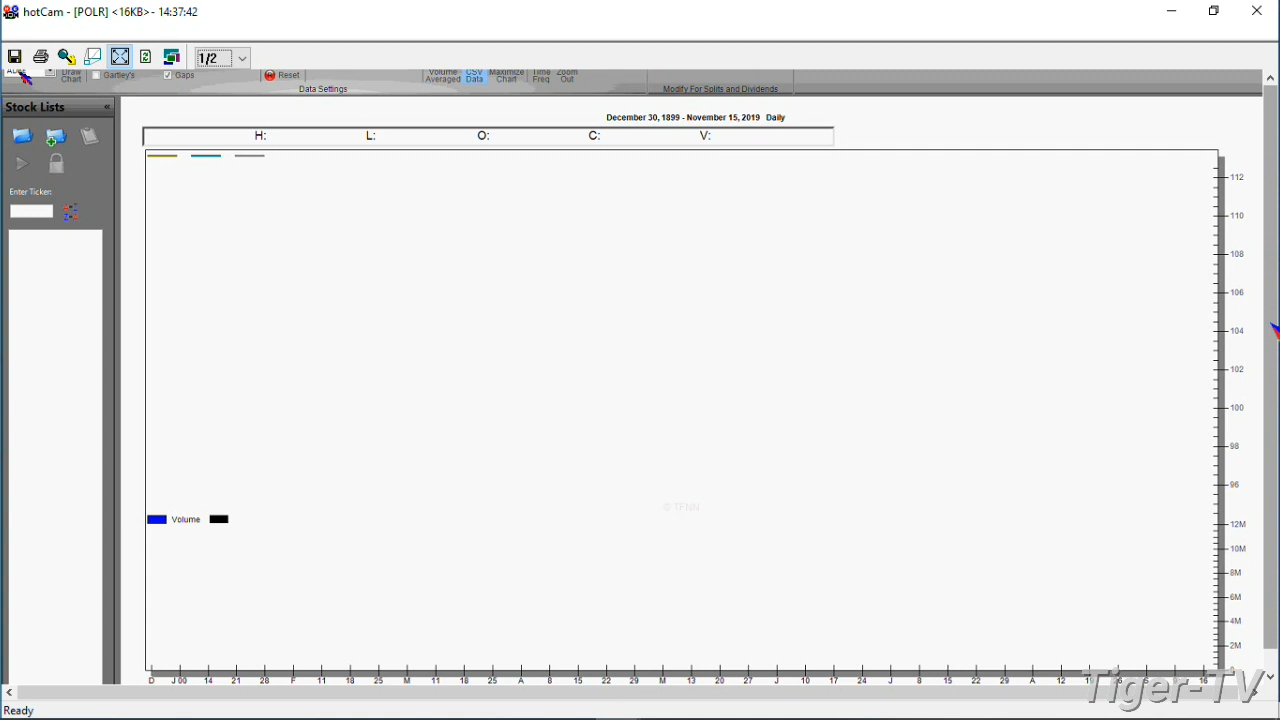 hotCam - [POLR] <16KB> - 14:37:42
1/2
Draw Chart
Gartley's
Gaps
Reset
Volume Averaged
CSV Data
Maximize Chart
Time Freq
Zoom Out
Data Settings
Modify For Splits and Dividends
Stock Lists «
Enter Ticker:
December 30, 1899 - November 15, 2019 Daily
H: L: O: C: V:
112
110
108
106
104
102
100
98
96
© TFNN
Volume
12M
10M
8M
6M
4M
2M
0
D J 00 14 21 28 F 11 18 25 M 11 18 25 A 8 15 22 29 M 13 20 27 J 10 17 24 J 8 15 22 29 A 12 16
Tiger-TV
Ready